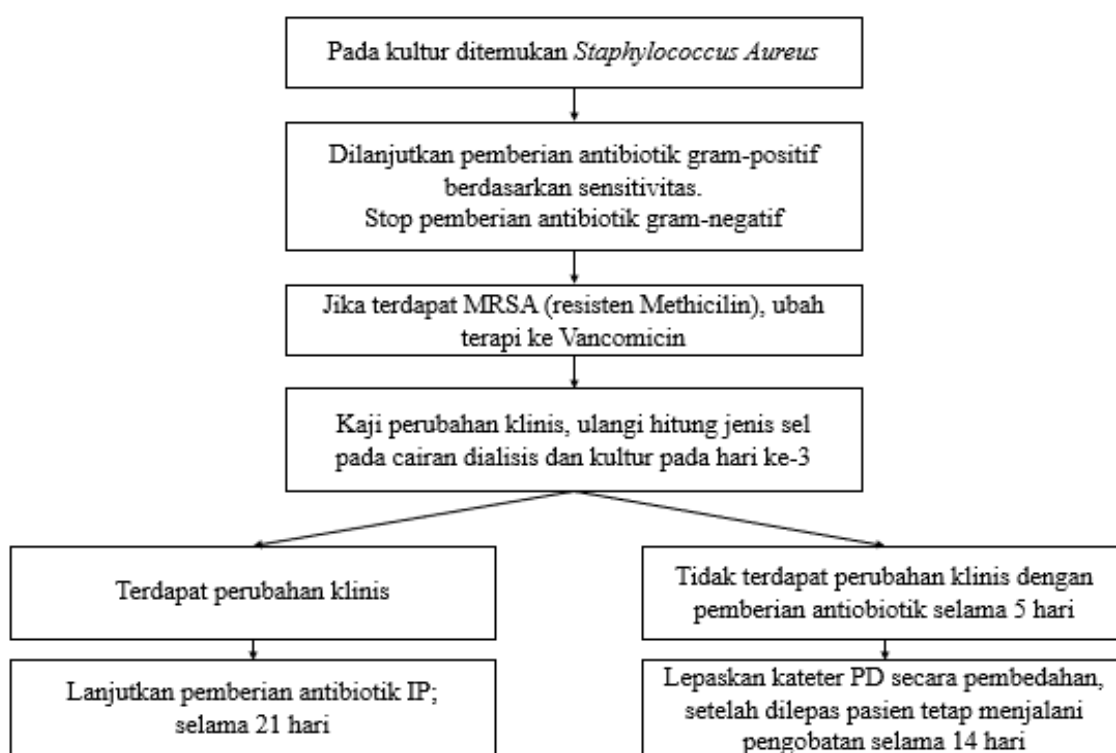 Pada kultur ditemukan Staphylococcus Aureus
Dilanjutkan pemberian antibiotik gram-positif
berdasarkan sensitivitas.
Stop pemberian antibiotik gram-negatif
Jika terdapat MRSA (resisten Methicilin), ubah
terapi ke Vancomicin
Kaji perubahan klinis, ulangi hitung jenis sel
pada cairan dialisis dan kultur pada hari ke-3
Terdapat perubahan klinis
Tidak terdapat perubahan klinis dengan
pemberian antiobiotik selama 5 hari
Lanjutkan pemberian antibiotik IP;
selama 21 hari
Lepaskan kateter PD secara pembedahan,
setelah dilepas pasien tetap menjalani
pengobatan selama 14 hari